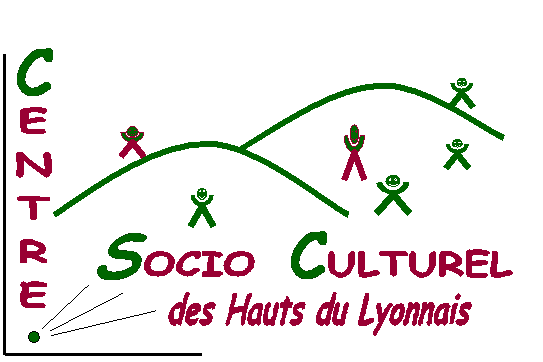 CENTRE
SOCIO CULTUREL
des Hauts du Lyonnais